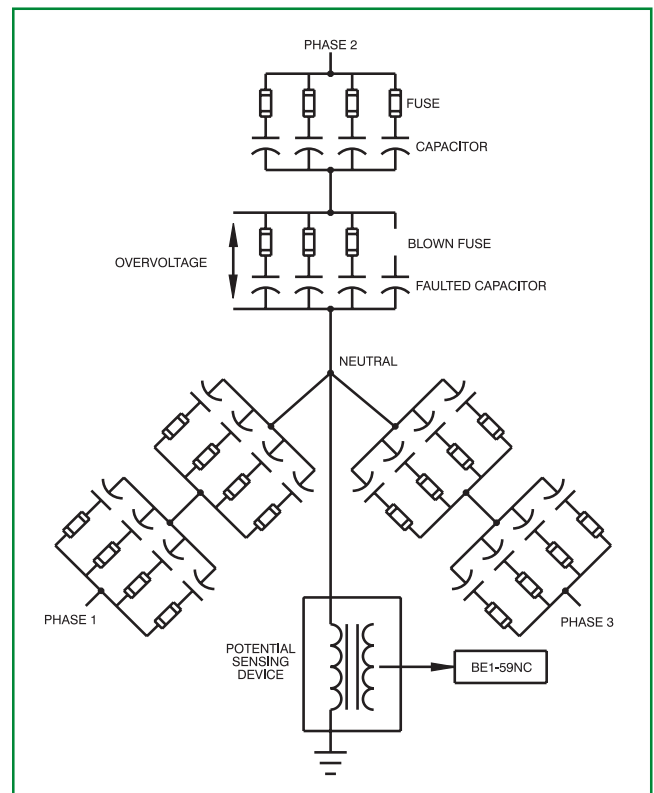 PHASE 2
FUSE
CAPACITOR
BLOWN FUSE
OVERVOLTAGE
FAULTED CAPACITOR
NEUTRAL
PHASE 1
PHASE 3
POTENTIAL
SENSING
DEVICE
BE1-59NC